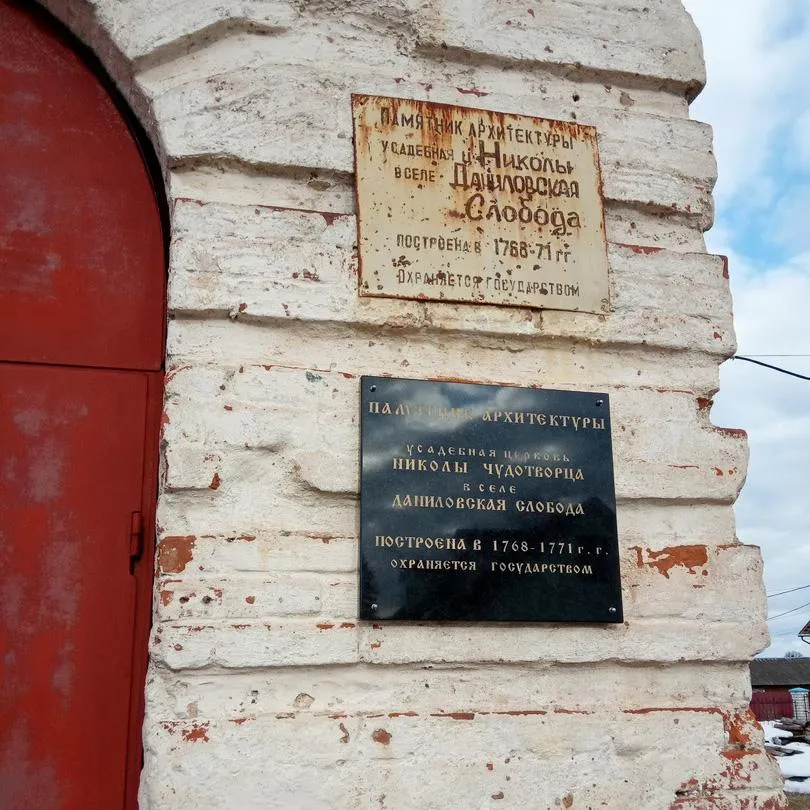 ПАМЯТНИК АРХИТЕКТУРЫ
УСАДЕБНАЯ Ц. НИКОЛЫ
В СЕЛЕ - ДАНИЛОВСКАЯ
СЛОБОДА
ПОСТРОЕНА В 1768-71 ГГ.
ОХРАНЯЕТСЯ ГОСУДАРСТВОМ
ПАМЯТНИК АРХИТЕКТУРЫ
УСАДЕБНАЯ ЦЕРКОВЬ
НИКОЛЫ ЧУДОТВОРЦА
В СЕЛЕ
ДАНИЛОВСКАЯ СЛОБОДА
ПОСТРОЕНА В 1768-1771 г. г.
ОХРАНЯЕТСЯ ГОСУДАРСТВОМ